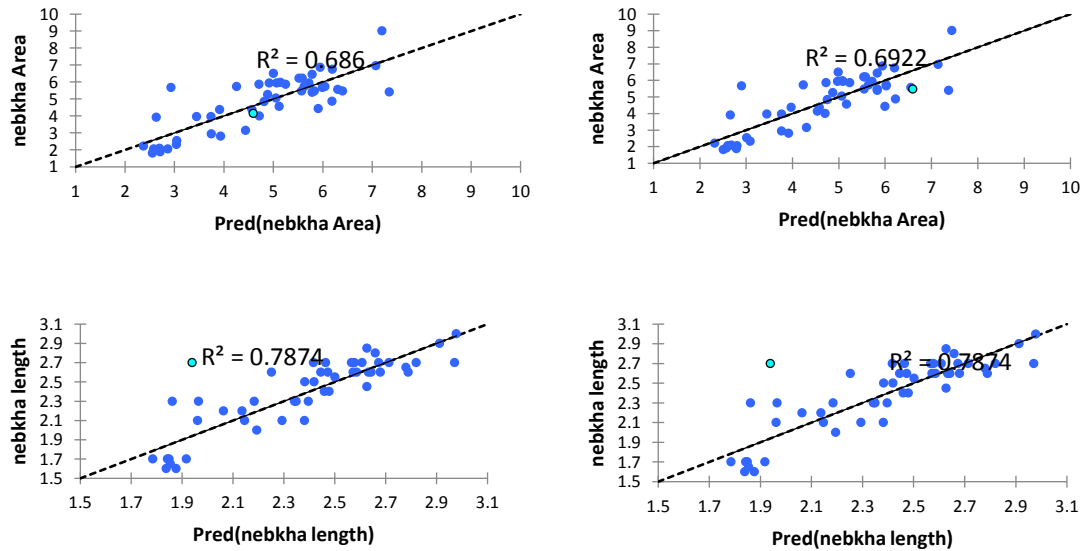 10
9
8
7
6
5
4
3
2
1
nebkha Area
R² = 0.686
1 2 3 4 5 6 7 8 9 10
Pred(nebkha Area)
10
9
8
7
6
5
4
3
2
1
nebkha Area
R² = 0.6922
1 2 3 4 5 6 7 8 9 10
Pred(nebkha Area)
3.1
2.9
2.7
2.5
2.3
2.1
1.9
1.7
1.5
nebkha length
R² = 0.7874
1.5 1.7 1.9 2.1 2.3 2.5 2.7 2.9 3.1
Pred(nebkha length)
3.1
2.9
2.7
2.5
2.3
2.1
1.9
1.7
1.5
nebkha length
R² = 0.7874
1.5 1.7 1.9 2.1 2.3 2.5 2.7 2.9 3.1
Pred(nebkha length)